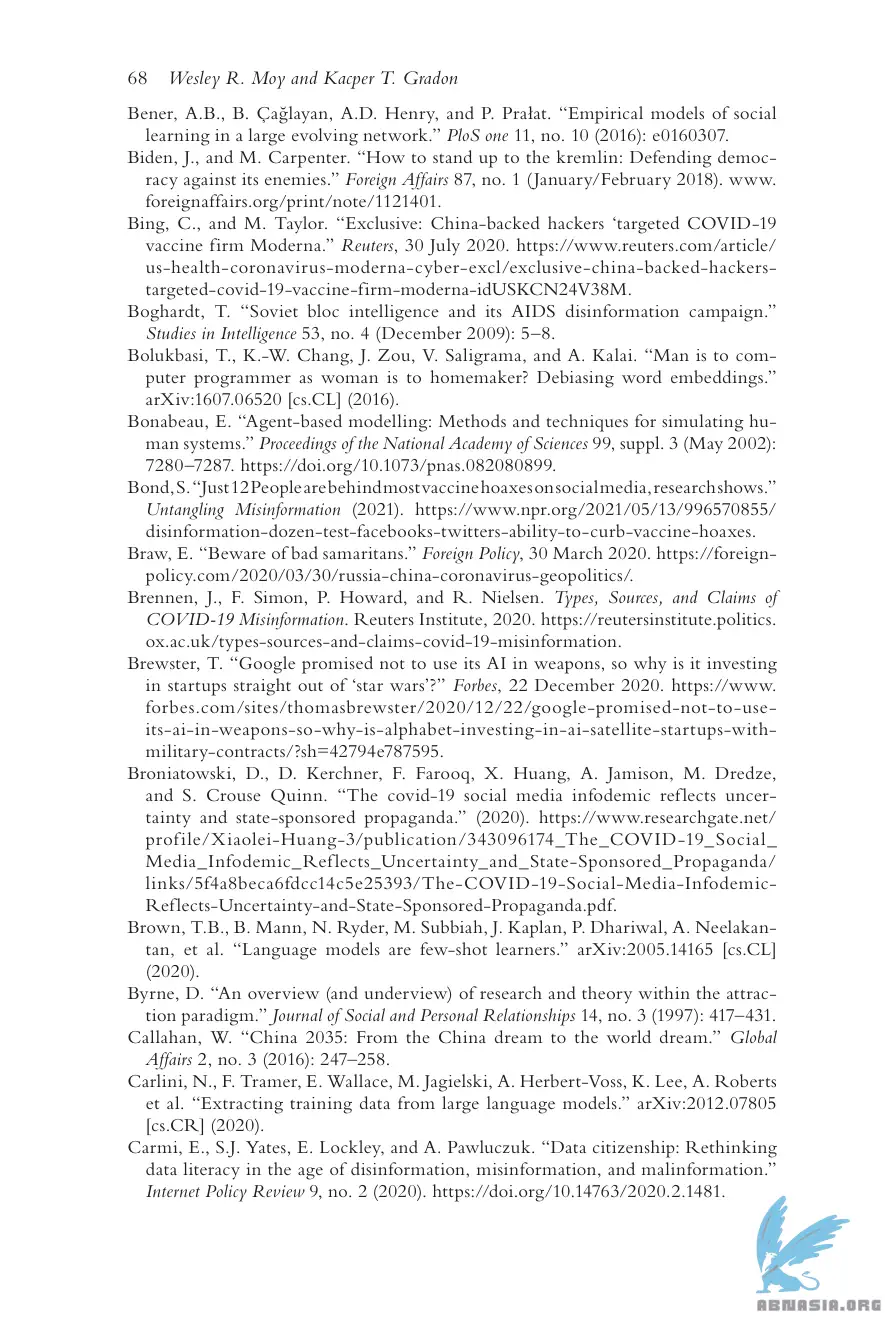 68 Wesley R. Moy and Kacper T. Gradon
Bener, A.B., B. Çağlayan, A.D. Henry, and P. Prałat. “Empirical models of social
learning in a large evolving network.” PloS one 11, no. 10 (2016): e0160307.
Biden, J., and M. Carpenter. “How to stand up to the kremlin: Defending democ-
racy against its enemies.” Foreign Affairs 87, no. 1 (January/February 2018). www.
foreignaffairs.org/print/note/1121401.
Bing, C., and M. Taylor. “Exclusive: China-backed hackers ‘targeted COVID-19
vaccine firm Moderna.” Reuters, 30 July 2020. https://www.reuters.com/article/
us-health-coronavirus-moderna-cyber-excl/exclusive-china-backed-hackers-
targeted-covid-19-vaccine-firm-moderna-idUSKCN24V38M.
Boghardt, T. “Soviet bloc intelligence and its AIDS disinformation campaign.”
Studies in Intelligence 53, no. 4 (December 2009): 5–8.
Bolukbasi, T., K.-W. Chang, J. Zou, V. Saligrama, and A. Kalai. “Man is to com-
puter programmer as woman is to homemaker? Debiasing word embeddings.”
arXiv:1607.06520 [cs.CL] (2016).
Bonabeau, E. “Agent-based modelling: Methods and techniques for simulating hu-
man systems.” Proceedings of the National Academy of Sciences 99, suppl. 3 (May 2002):
7280–7287. https://doi.org/10.1073/pnas.082080899.
Bond, S. “Just 12 People are behind most vaccine hoaxes on social media, research shows.”
Untangling Misinformation (2021). https://www.npr.org/2021/05/13/996570855/
disinformation-dozen-test-facebooks-twitters-ability-to-curb-vaccine-hoaxes.
Braw, E. “Beware of bad samaritans.” Foreign Policy, 30 March 2020. https://foreign-
policy.com/2020/03/30/russia-china-coronavirus-geopolitics/.
Brennen, J., F. Simon, P. Howard, and R. Nielsen. Types, Sources, and Claims of
COVID-19 Misinformation. Reuters Institute, 2020. https://reutersinstitute.politics.
ox.ac.uk/types-sources-and-claims-covid-19-misinformation.
Brewster, T. “Google promised not to use its AI in weapons, so why is it investing
in startups straight out of ‘star wars’?” Forbes, 22 December 2020. https://www.
forbes.com/sites/thomasbrewster/2020/12/22/google-promised-not-to-use-
its-ai-in-weapons-so-why-is-alphabet-investing-in-ai-satellite-startups-with-
military-contracts/?sh=42794e787595.
Broniatowski, D., D. Kerchner, F. Farooq, X. Huang, A. Jamison, M. Dredze,
and S. Crouse Quinn. “The covid-19 social media infodemic reflects uncer-
tainty and state-sponsored propaganda.” (2020). https://www.researchgate.net/
profile/Xiaolei-Huang-3/publication/343096174_The_COVID-19_Social_
Media_Infodemic_Reflects_Uncertainty_and_State-Sponsored_Propaganda/
links/5f4a8beca6fdcc14c5e25393/The-COVID-19-Social-Media-Infodemic-
Reflects-Uncertainty-and-State-Sponsored-Propaganda.pdf.
Brown, T.B., B. Mann, N. Ryder, M. Subbiah, J. Kaplan, P. Dhariwal, A. Neelakan-
tan, et al. “Language models are few-shot learners.” arXiv:2005.14165 [cs.CL]
(2020).
Byrne, D. “An overview (and underview) of research and theory within the attrac-
tion paradigm.” Journal of Social and Personal Relationships 14, no. 3 (1997): 417–431.
Callahan, W. “China 2035: From the China dream to the world dream.” Global
Affairs 2, no. 3 (2016): 247–258.
Carlini, N., F. Tramer, E. Wallace, M. Jagielski, A. Herbert-Voss, K. Lee, A. Roberts
et al. “Extracting training data from large language models.” arXiv:2012.07805
[cs.CR] (2020).
Carmi, E., S.J. Yates, E. Lockley, and A. Pawluczuk. “Data citizenship: Rethinking
data literacy in the age of disinformation, misinformation, and malinformation.”
Internet Policy Review 9, no. 2 (2020). https://doi.org/10.14763/2020.2.1481.
ABNASIA.ORG